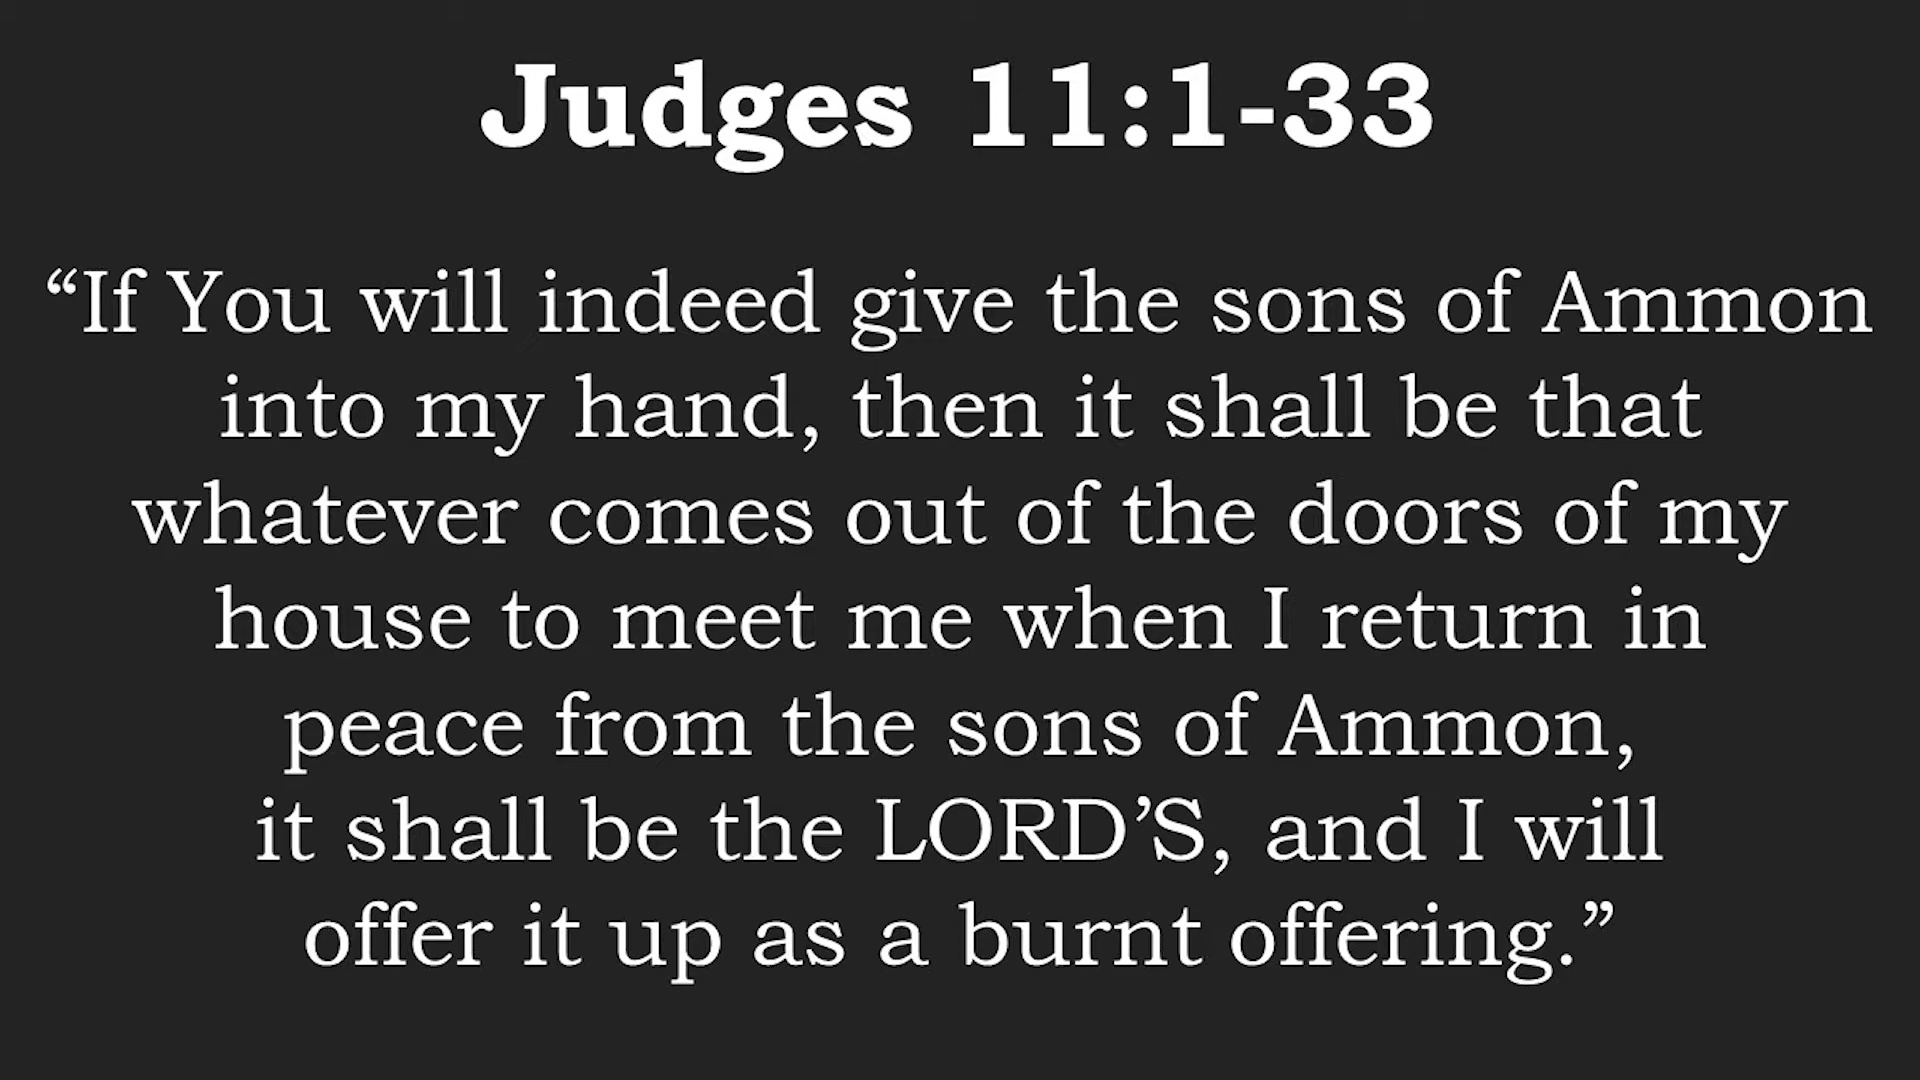 Judges 11:1-33
“If You will indeed give the sons of Ammon
into my hand, then it shall be that
whatever comes out of the doors of my
house to meet me when I return in
peace from the sons of Ammon,
it shall be the LORD’S, and I will
offer it up as a burnt offering.”